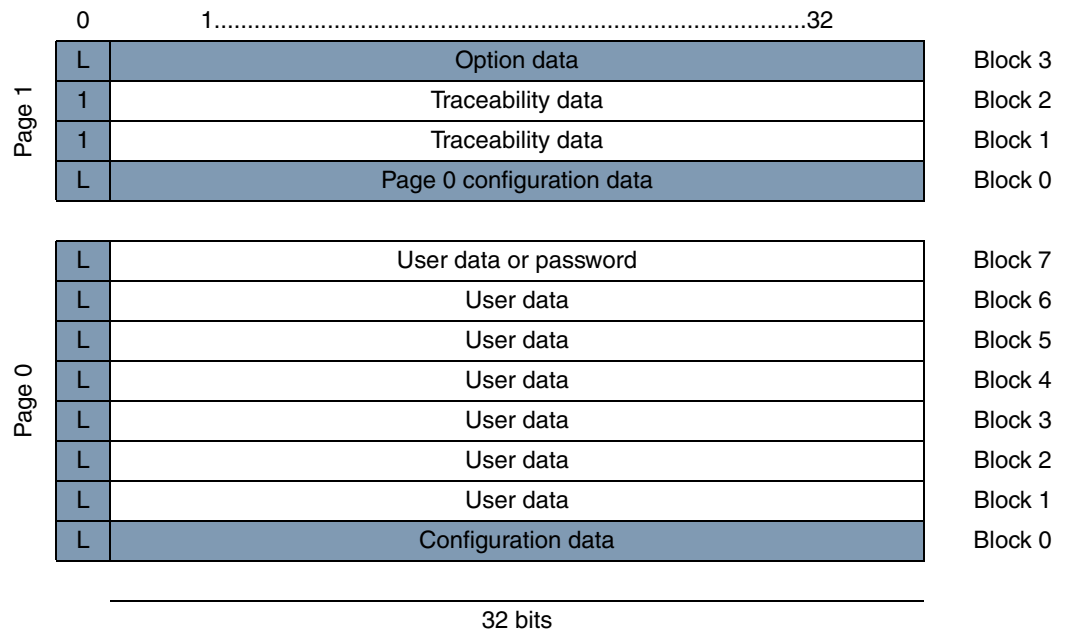 0 1.............................................................................................32
L Option data Block 3
1 Traceability data Block 2
1 Traceability data Block 1
L Page 0 configuration data Block 0
Page 1
L User data or password Block 7
L User data Block 6
L User data Block 5
L User data Block 4
L User data Block 3
L User data Block 2
L User data Block 1
L Configuration data Block 0
Page 0
32 bits